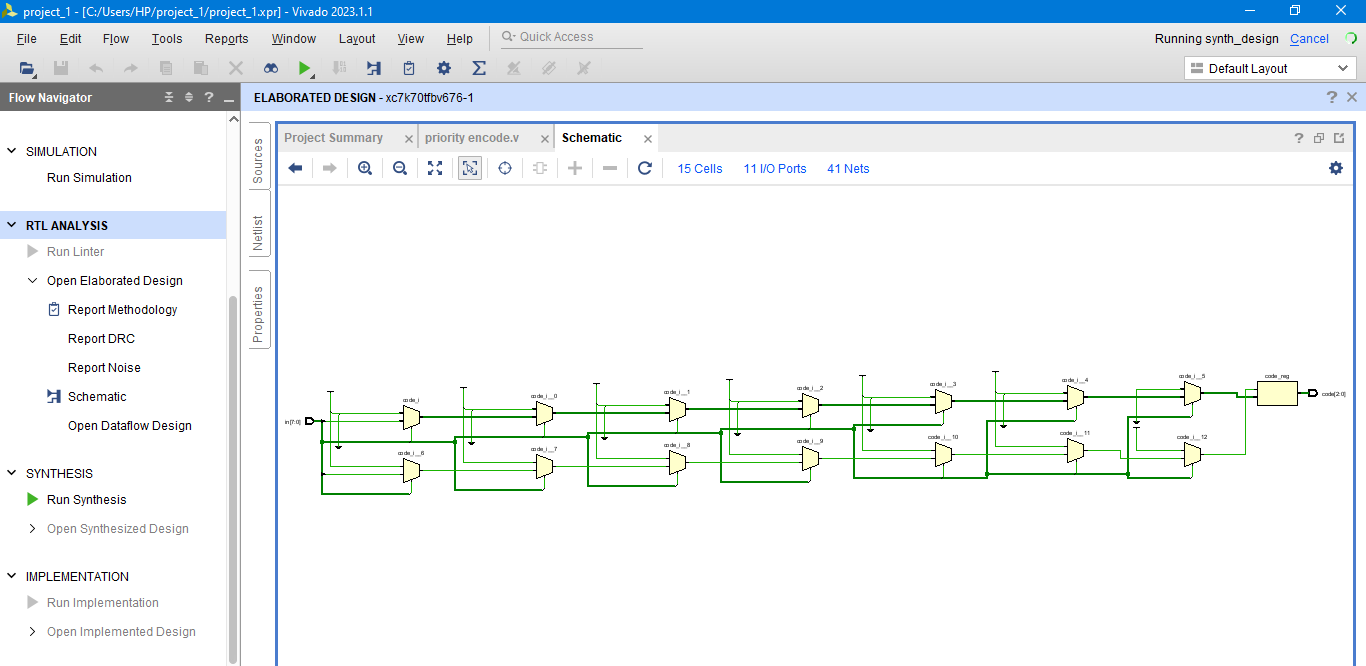 project_1 - [C:/Users/HP/project_1/project_1.xpr] - Vivado 2023.1.1
File Edit Flow Tools Reports Window Layout View Help Quick Access
Running synth_design Cancel
Default Layout
Flow Navigator
ELABORATED DESIGN - xc7k70tfbv676-1
SIMULATION
Run Simulation
RTL ANALYSIS
Run Linter
Open Elaborated Design
Report Methodology
Report DRC
Report Noise
Schematic
Open Dataflow Design
SYNTHESIS
Run Synthesis
Open Synthesized Design
IMPLEMENTATION
Run Implementation
Open Implemented Design
Sources
Netlist
Properties
Project Summary
priority encode.v
Schematic
15 Cells 11 I/O Ports 41 Nets
in[7:0]
code_i
code_i__0
code_i__1
code_i__2
code_i__3
code_i__4
code_i__5
code_reg
code[2:0]
code_i__6
code_i__7
code_i__8
code_i__9
code_i__10
code_i__11
code_i__12